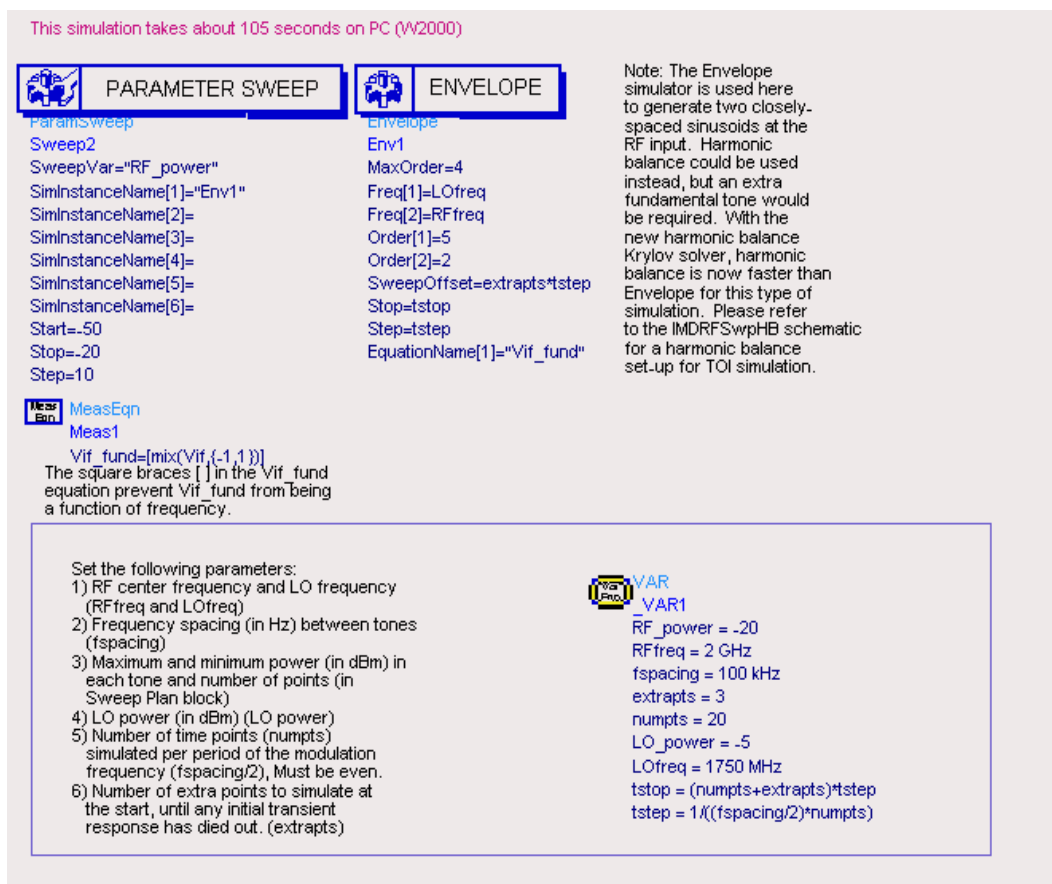 This simulation takes about 105 seconds on PC (W2000)
PARAMETER SWEEP
ParamSweep
Sweep2
SweepVar="RF_power"
SimInstanceName[1]="Env1"
SimInstanceName[2]=
SimInstanceName[3]=
SimInstanceName[4]=
SimInstanceName[5]=
SimInstanceName[6]=
Start=-50
Stop=-20
Step=10
ENVELOPE
Envelope
Env1
MaxOrder=4
Freq[1]=LOfreq
Freq[2]=RFfreq
Order[1]=5
Order[2]=2
SweepOffset=extrapts*tstep
Stop=tstop
Step=tstep
EquationName[1]="Vif_fund"
Note: The Envelope
simulator is used here
to generate two closely-
spaced sinusoids at the
RF input. Harmonic
balance could be used
instead, but an extra
fundamental tone would
be required. With the
new harmonic balance
Krylov solver, harmonic
balance is now faster than
Envelope for this type of
simulation. Please refer
to the IMDRFSwpHB schematic
for a harmonic balance
set-up for TOI simulation.
Meas
Eqn
MeasEqn
Meas1
Vif_fund=[mix(Vif,{-1,1})]
The square braces [ ] in the Vif_fund
equation prevent Vif_fund from being
a function of frequency.
Set the following parameters:
1) RF center frequency and LO frequency
(RFfreq and LOfreq)
2) Frequency spacing (in Hz) between tones
(fspacing)
3) Maximum and minimum power (in dBm) in
each tone and number of points (in
Sweep Plan block)
4) LO power (in dBm) (LO power)
5) Number of time points (numpts)
simulated per period of the modulation
frequency (fspacing/2), Must be even.
6) Number of extra points to simulate at
the start, until any initial transient
response has died out. (extrapts)
Var
Eqn
VAR
_VAR1
RF_power = -20
RFfreq = 2 GHz
fspacing = 100 kHz
extrapts = 3
numpts = 20
LO_power = -5
LOfreq = 1750 MHz
tstop = (numpts+extrapts)*tstep
tstep = 1/((fspacing/2)*numpts)